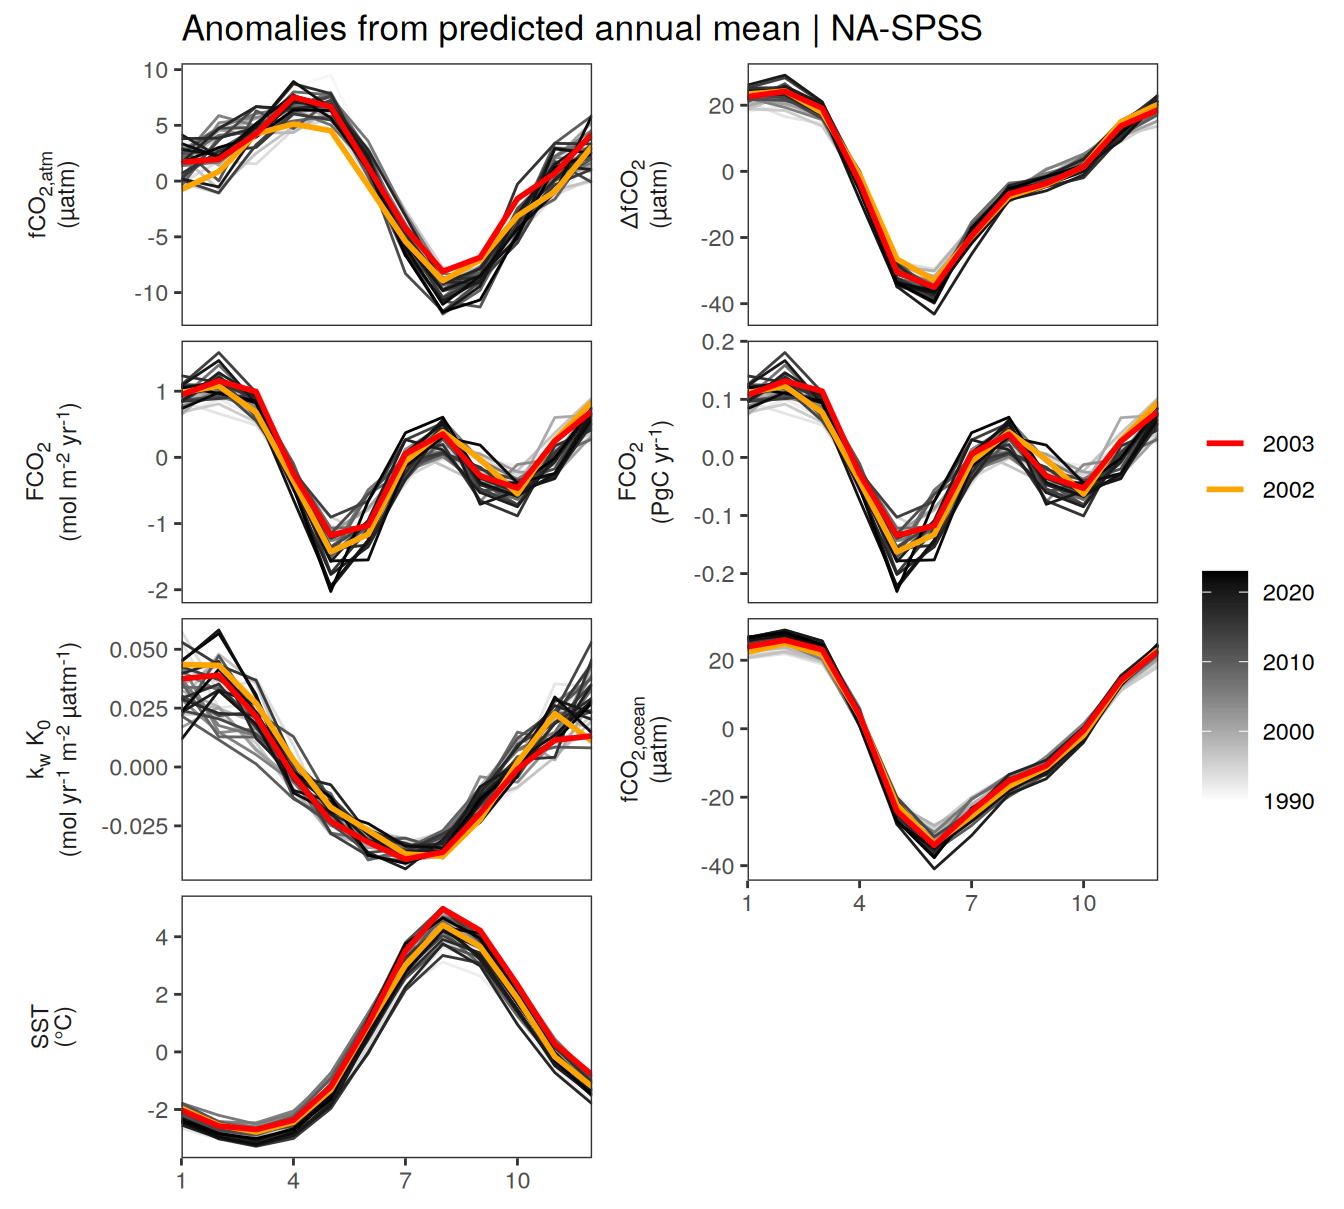 Anomalies from predicted annual mean | NA-SPSS
fCO2,atm
(µatm)
10
5
0
-5
-10
ΔfCO2
(µatm)
20
0
-20
-40
FCO2
(mol m-2 yr-1)
1
0
-1
-2
FCO2
(PgC yr-1)
0.2
0.1
0.0
-0.1
-0.2
kw K0
(mol yr-1 m-2 µatm-1)
0.050
0.025
0.000
-0.025
fCO2,ocean
(µatm)
20
0
-20
-40
1 4 7 10
SST
(°C)
4
2
0
-2
1 4 7 10
2003
2002
2020
2010
2000
1990